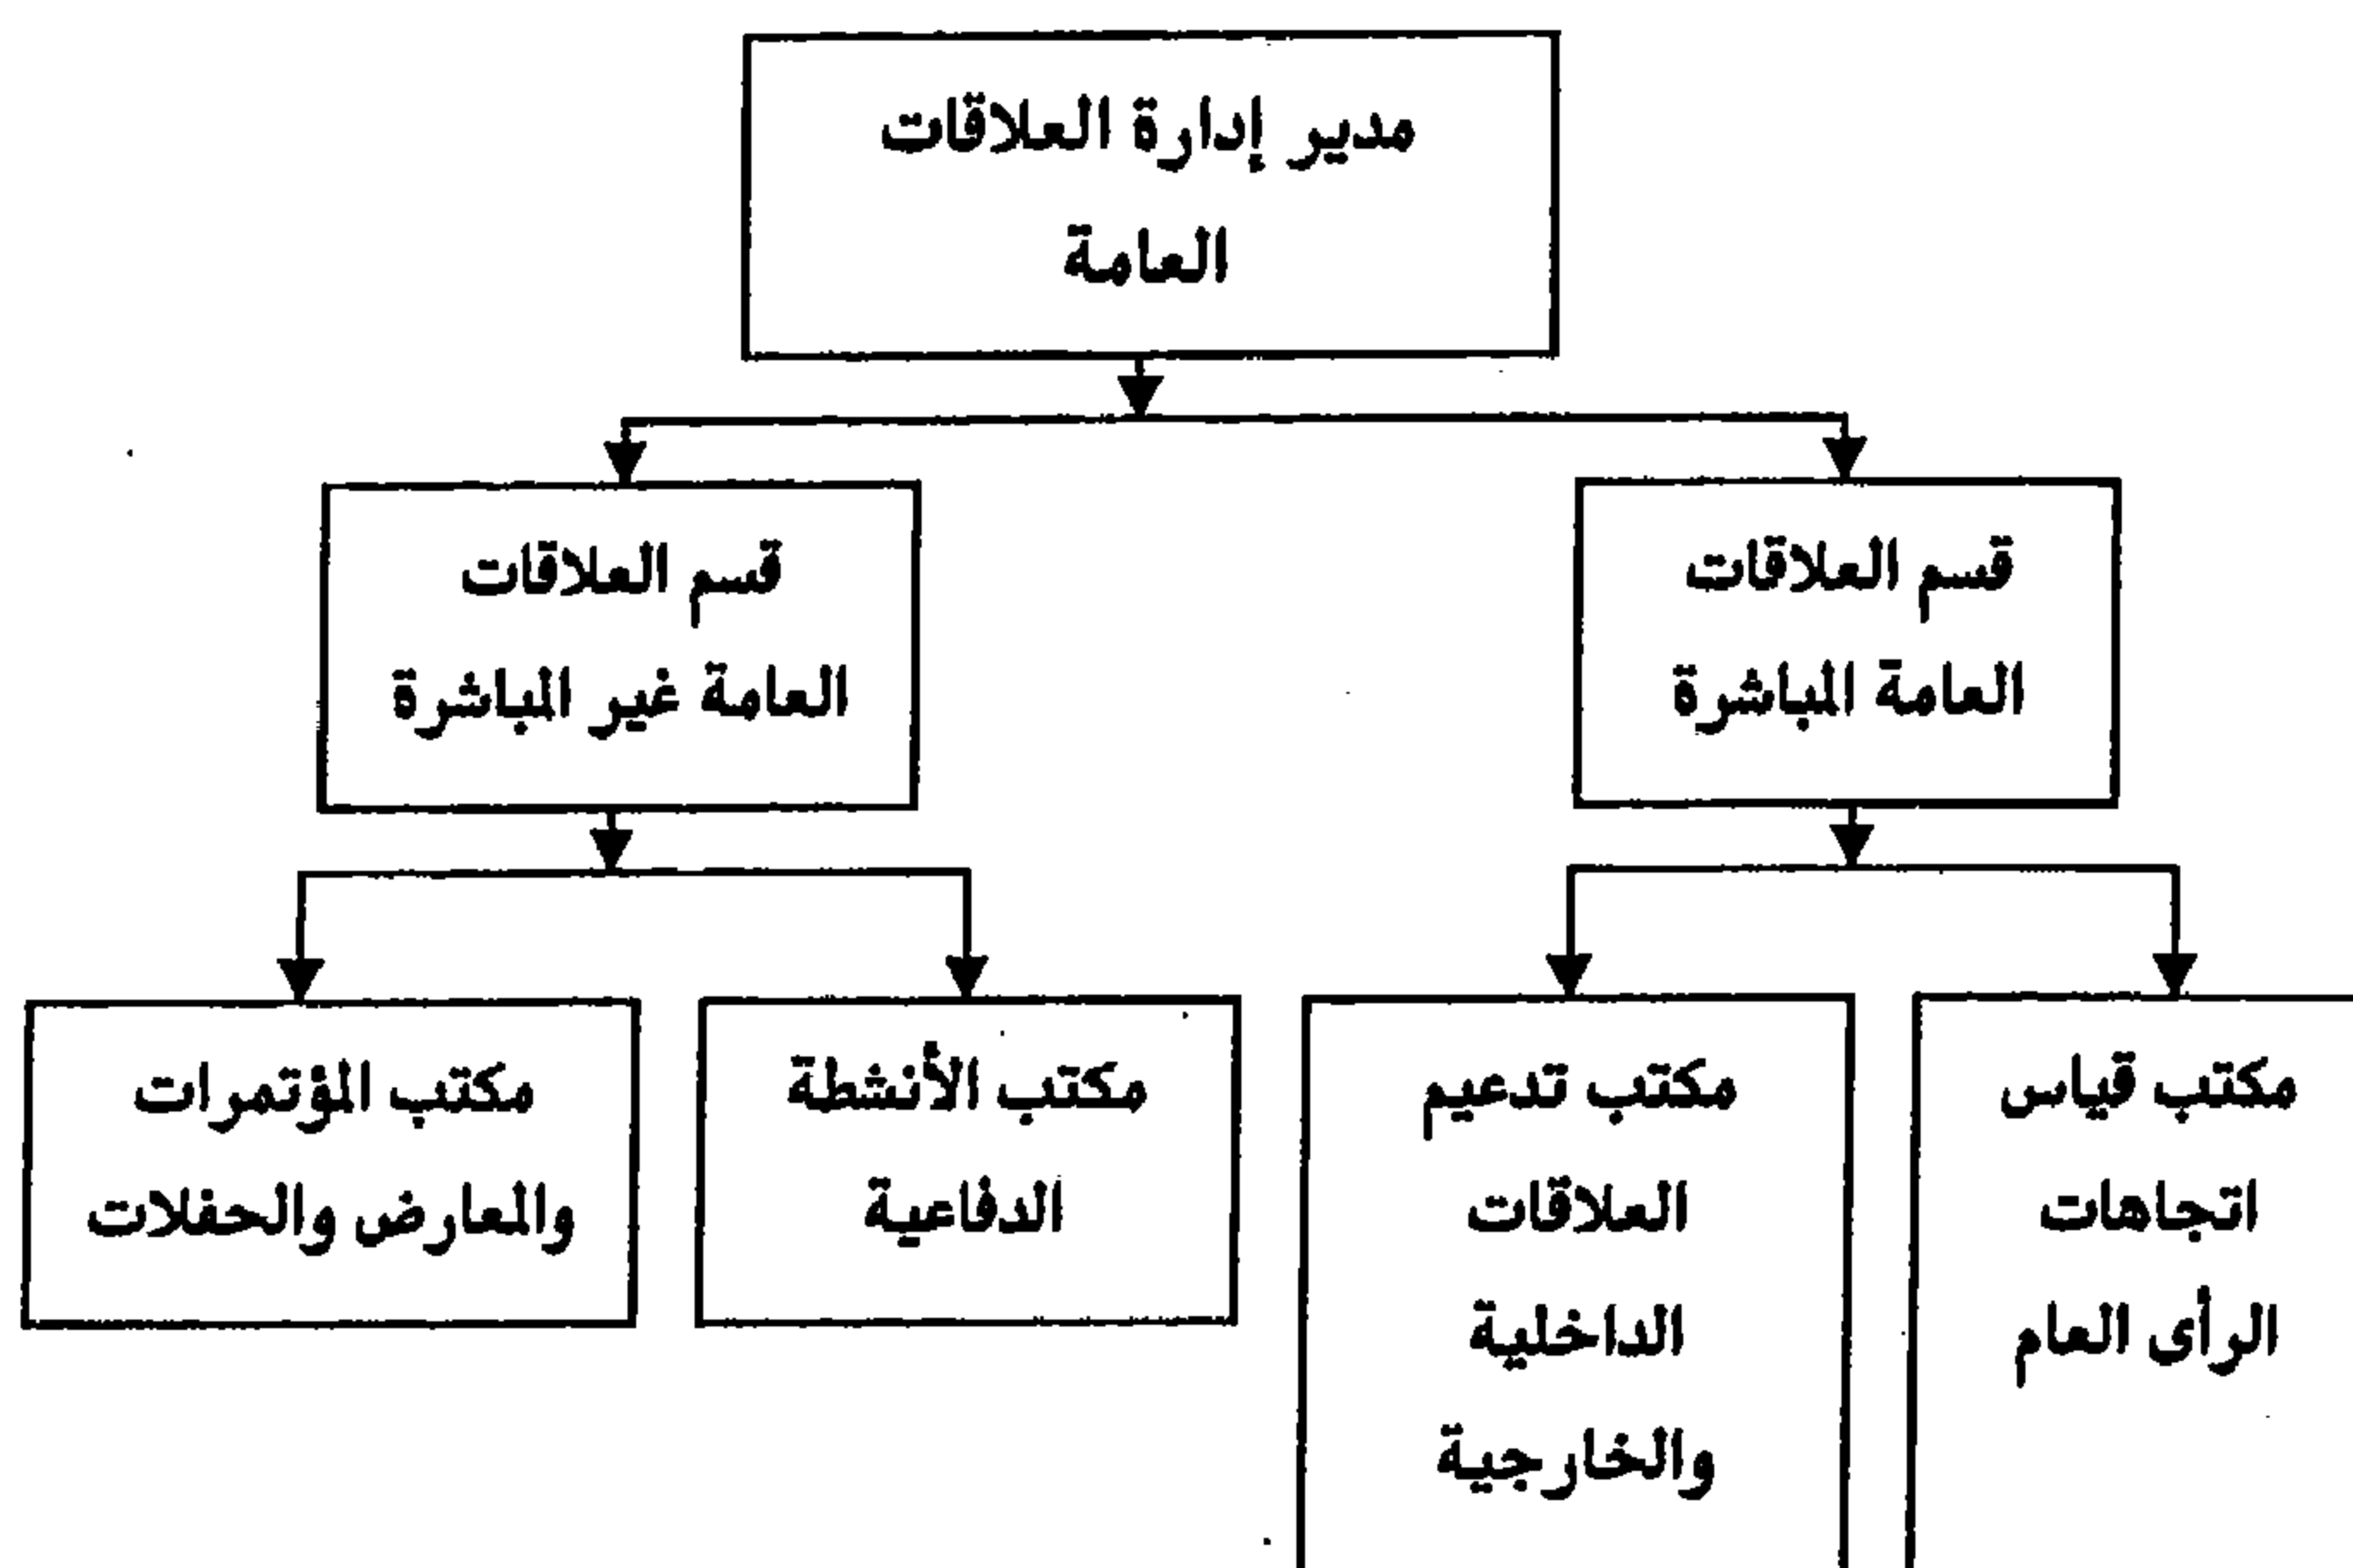 مدير إدارة العلاقات
العامة
قسم العلاقات
العامة المباشرة
قسم العلاقات
العامة غير المباشرة
مكتب قياس
اتجاهات
الرأى العام
مكتب تدعيم
العلاقات
الداخلية
والخارجية
مكتب الأنشطة
الدفاعية
مكتب المؤتمرات
والمعارض والحفلات